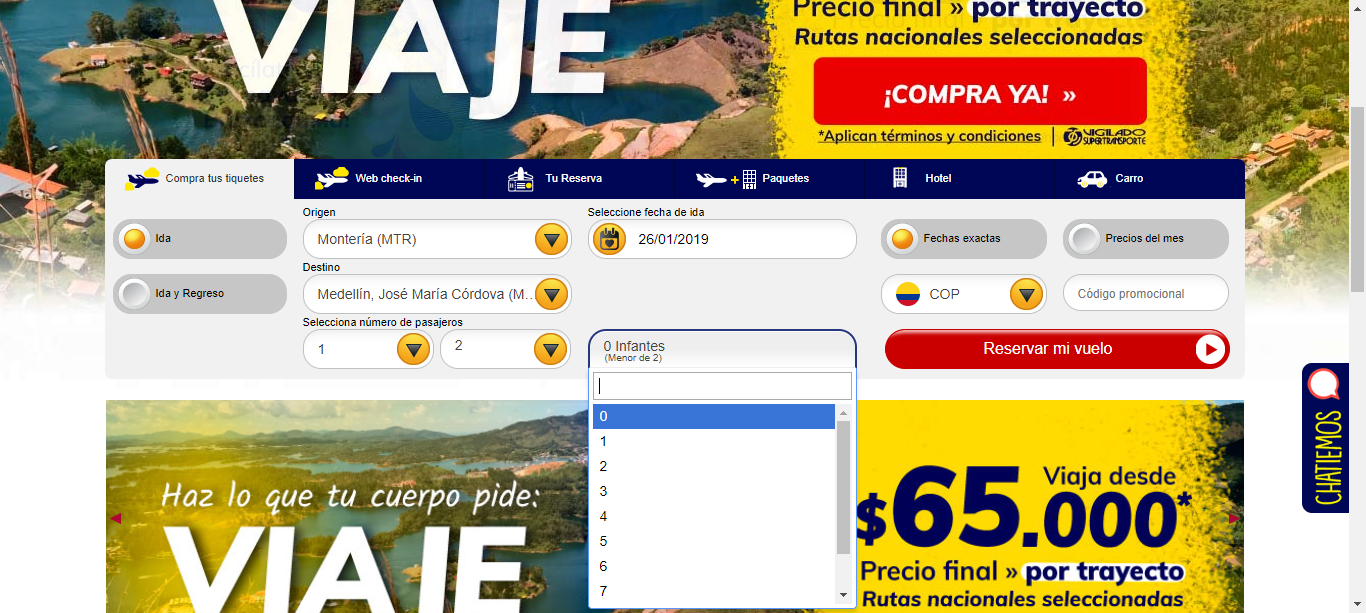 VIAJE
Precio final » por trayecto
Rutas nacionales seleccionadas
¡COMPRA YA! »
*Aplican términos y condiciones | VIGILADO
SUPERTRANSPORTE
Compra tus tiquetes
Web check-in
Tu Reserva
Paquetes
Hotel
Carro
Ida
Ida y Regreso
Origen
Montería (MTR)
Destino
Medellín, José María Córdova (M...
Selecciona número de pasajeros
1
2
Seleccione fecha de ida
26/01/2019
0 Infantes
(Menor de 2)
0
1
2
3
4
5
6
7
Fechas exactas
Precios del mes
COP
Código promocional
Reservar mi vuelo
CHATIEMOS
Haz lo que tu cuerpo pide:
VIAJE
Viaja desde
$65.000*
Precio final » por trayecto
Rutas nacionales seleccionadas